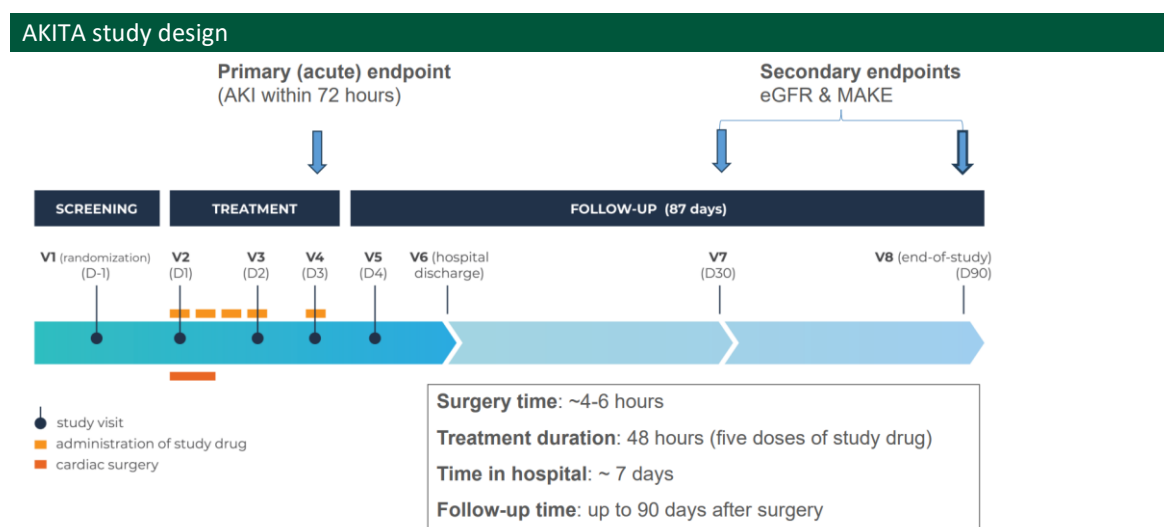 AKITA study design
Primary (acute) endpoint
(AKI within 72 hours)
Secondary endpoints
eGFR & MAKE
SCREENING
TREATMENT
FOLLOW-UP (87 days)
V1 (randomization)
(D-1)
V2
(D1)
V3
(D2)
V4
(D3)
V5
(D4)
V6 (hospital
discharge)
V7
(D30)
V8 (end-of-study)
(D90)
study visit
administration of study drug
cardiac surgery
Surgery time: ~4-6 hours
Treatment duration: 48 hours (five doses of study drug)
Time in hospital: ~ 7 days
Follow-up time: up to 90 days after surgery